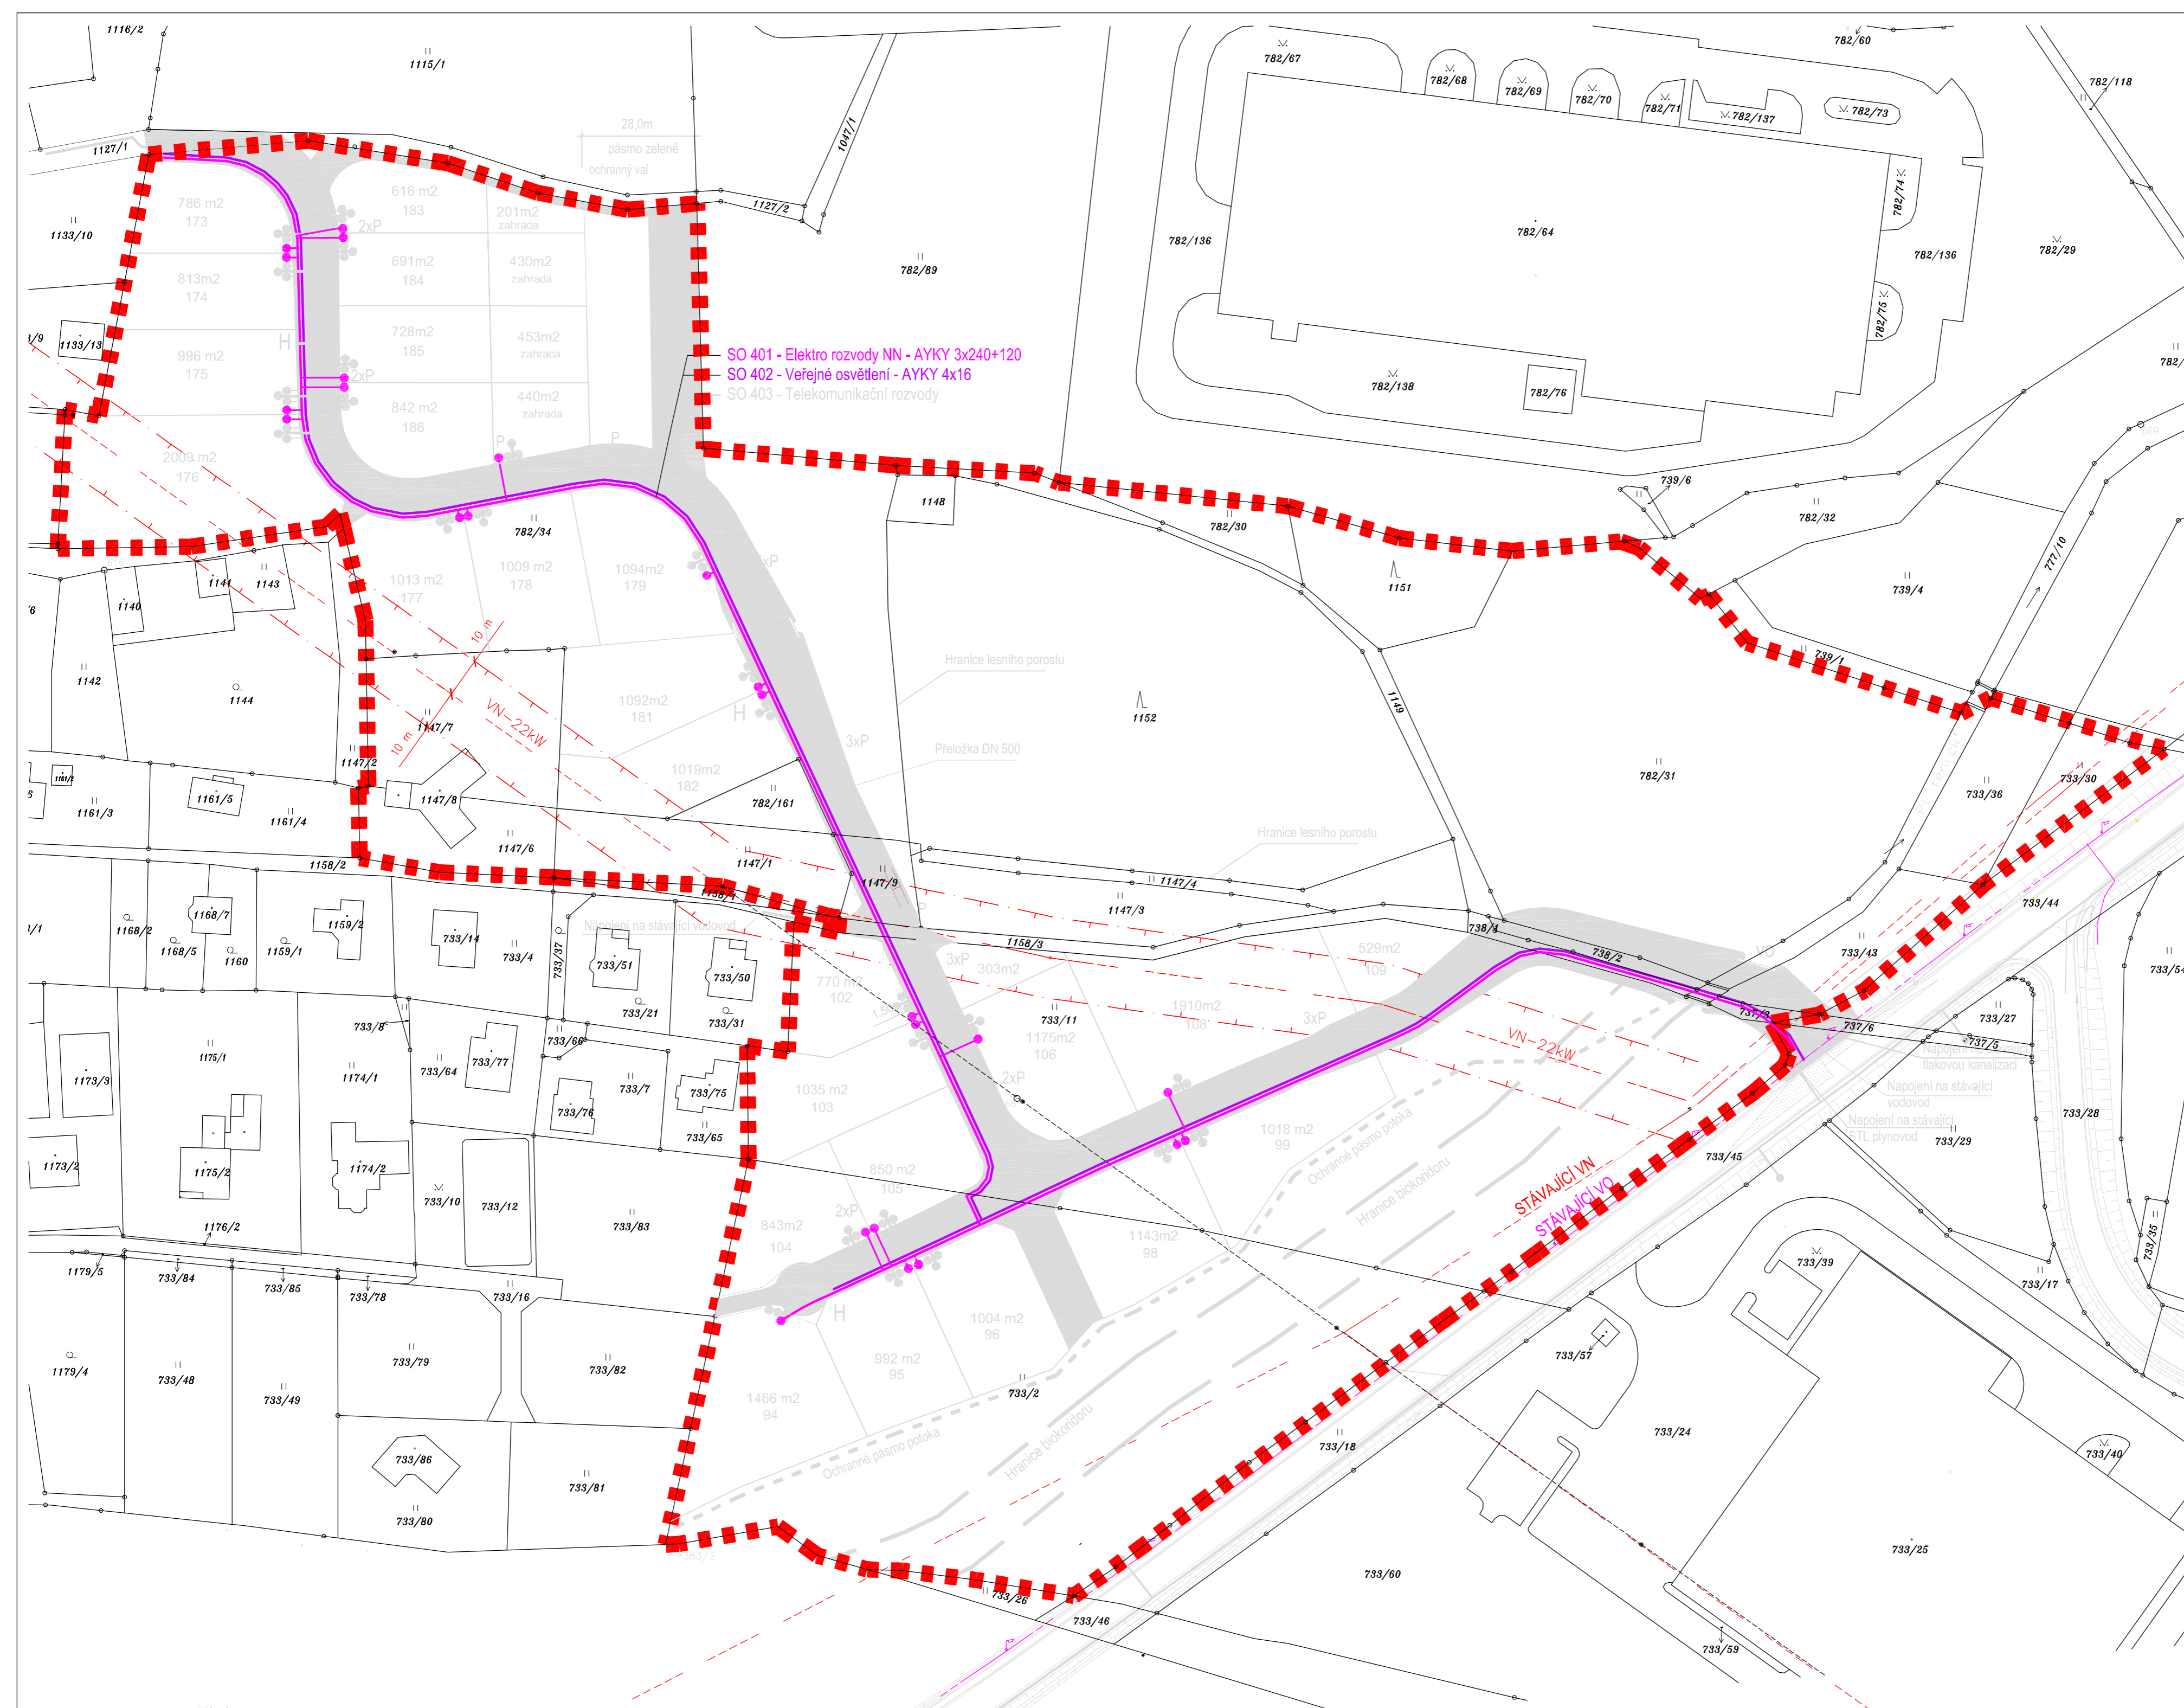 1116/2
1115/1
782/67
782/68
782/69
782/70
782/71
782/137
782/73
782/60
782/118
1127/1
28,0m
pásmo zeleně
ochranný val
1047/1
1127/2
786 m2
173
616 m2
183
201m2
zahrada
2xP
1133/10
782/89
782/136
782/64
782/74
782/136
782/29
813m2
174
691m2
184
430m2
zahrada
1133/13
996 m2
175
H
728m2
185
453m2
zahrada
2xP
842 m2
186
440m2
zahrada
SO 401 - Elektro rozvody NN - AYKY 3x240+120
SO 402 - Veřejné osvětlení - AYKY 4x16
SO 403 - Telekomunikační rozvody
782/75
782/138
782/76
P
P
2009 m2
176
1148
782/30
739/6
782/32
777/10
782/34
1141
1143
1140
1013 m2
177
1009 m2
178
1094m2
179
1151
739/4
739/1
10 m
10 m
VN-22kW
1142
1144
1147/7
1147/2
1092m2
181
H
Hranice lesního porostu
1152
1149
3xP
Přeložka DN 500
1019m2
182
782/31
733/36
733/30
1161/2
1161/3
1161/5
1161/4
1147/8
1147/6
782/161
1147/1
1147/9
1147/4
1147/3
Hranice lesního porostu
1158/2
1158/1
1158/3
738/1
738/2
1168/2
1168/7
1168/5
1160
1159/1
1159/2
733/14
733/4
733/37
Napojení na stávající vodovod
733/51
733/50
733/21
733/31
P
3xP
770 m2
102
303m2
529m2
109
733/44
733/43
733/54
733/8
1175/1
1173/3
1174/1
733/64
733/77
733/66
733/76
733/7
733/75
733/65
733/11
1175m2
106
1910m2
108
3xP
VN-22kW
737/3
737/6
737/5
733/27
Napojení na stávající
tlakovou kanalizaci
Napojení na stávající
vodovod
Napojení na stávající
STL plynovod
733/28
733/29
733/45
1035 m2
103
2xP
1018 m2
99
Ochranné pásmo potoka
Hranice biokoridoru
STÁVAJÍCÍ VN
STÁVAJÍCÍ VO
1173/2
1175/2
1174/2
733/10
733/12
733/83
850 m2
105
2xP
843m2
104
1143m2
98
1176/2
1179/5
733/84
733/85
733/78
733/16
733/39
733/17
733/35
H
1004 m2
96
992 m2
95
1466 m2
94
733/57
1179/4
733/48
733/49
733/79
733/82
733/2
733/86
733/80
733/81
Ochranné pásmo potoka
Hranice biokoridoru
733/18
733/24
733/40
733/25
733/26
733/46
733/60
733/59